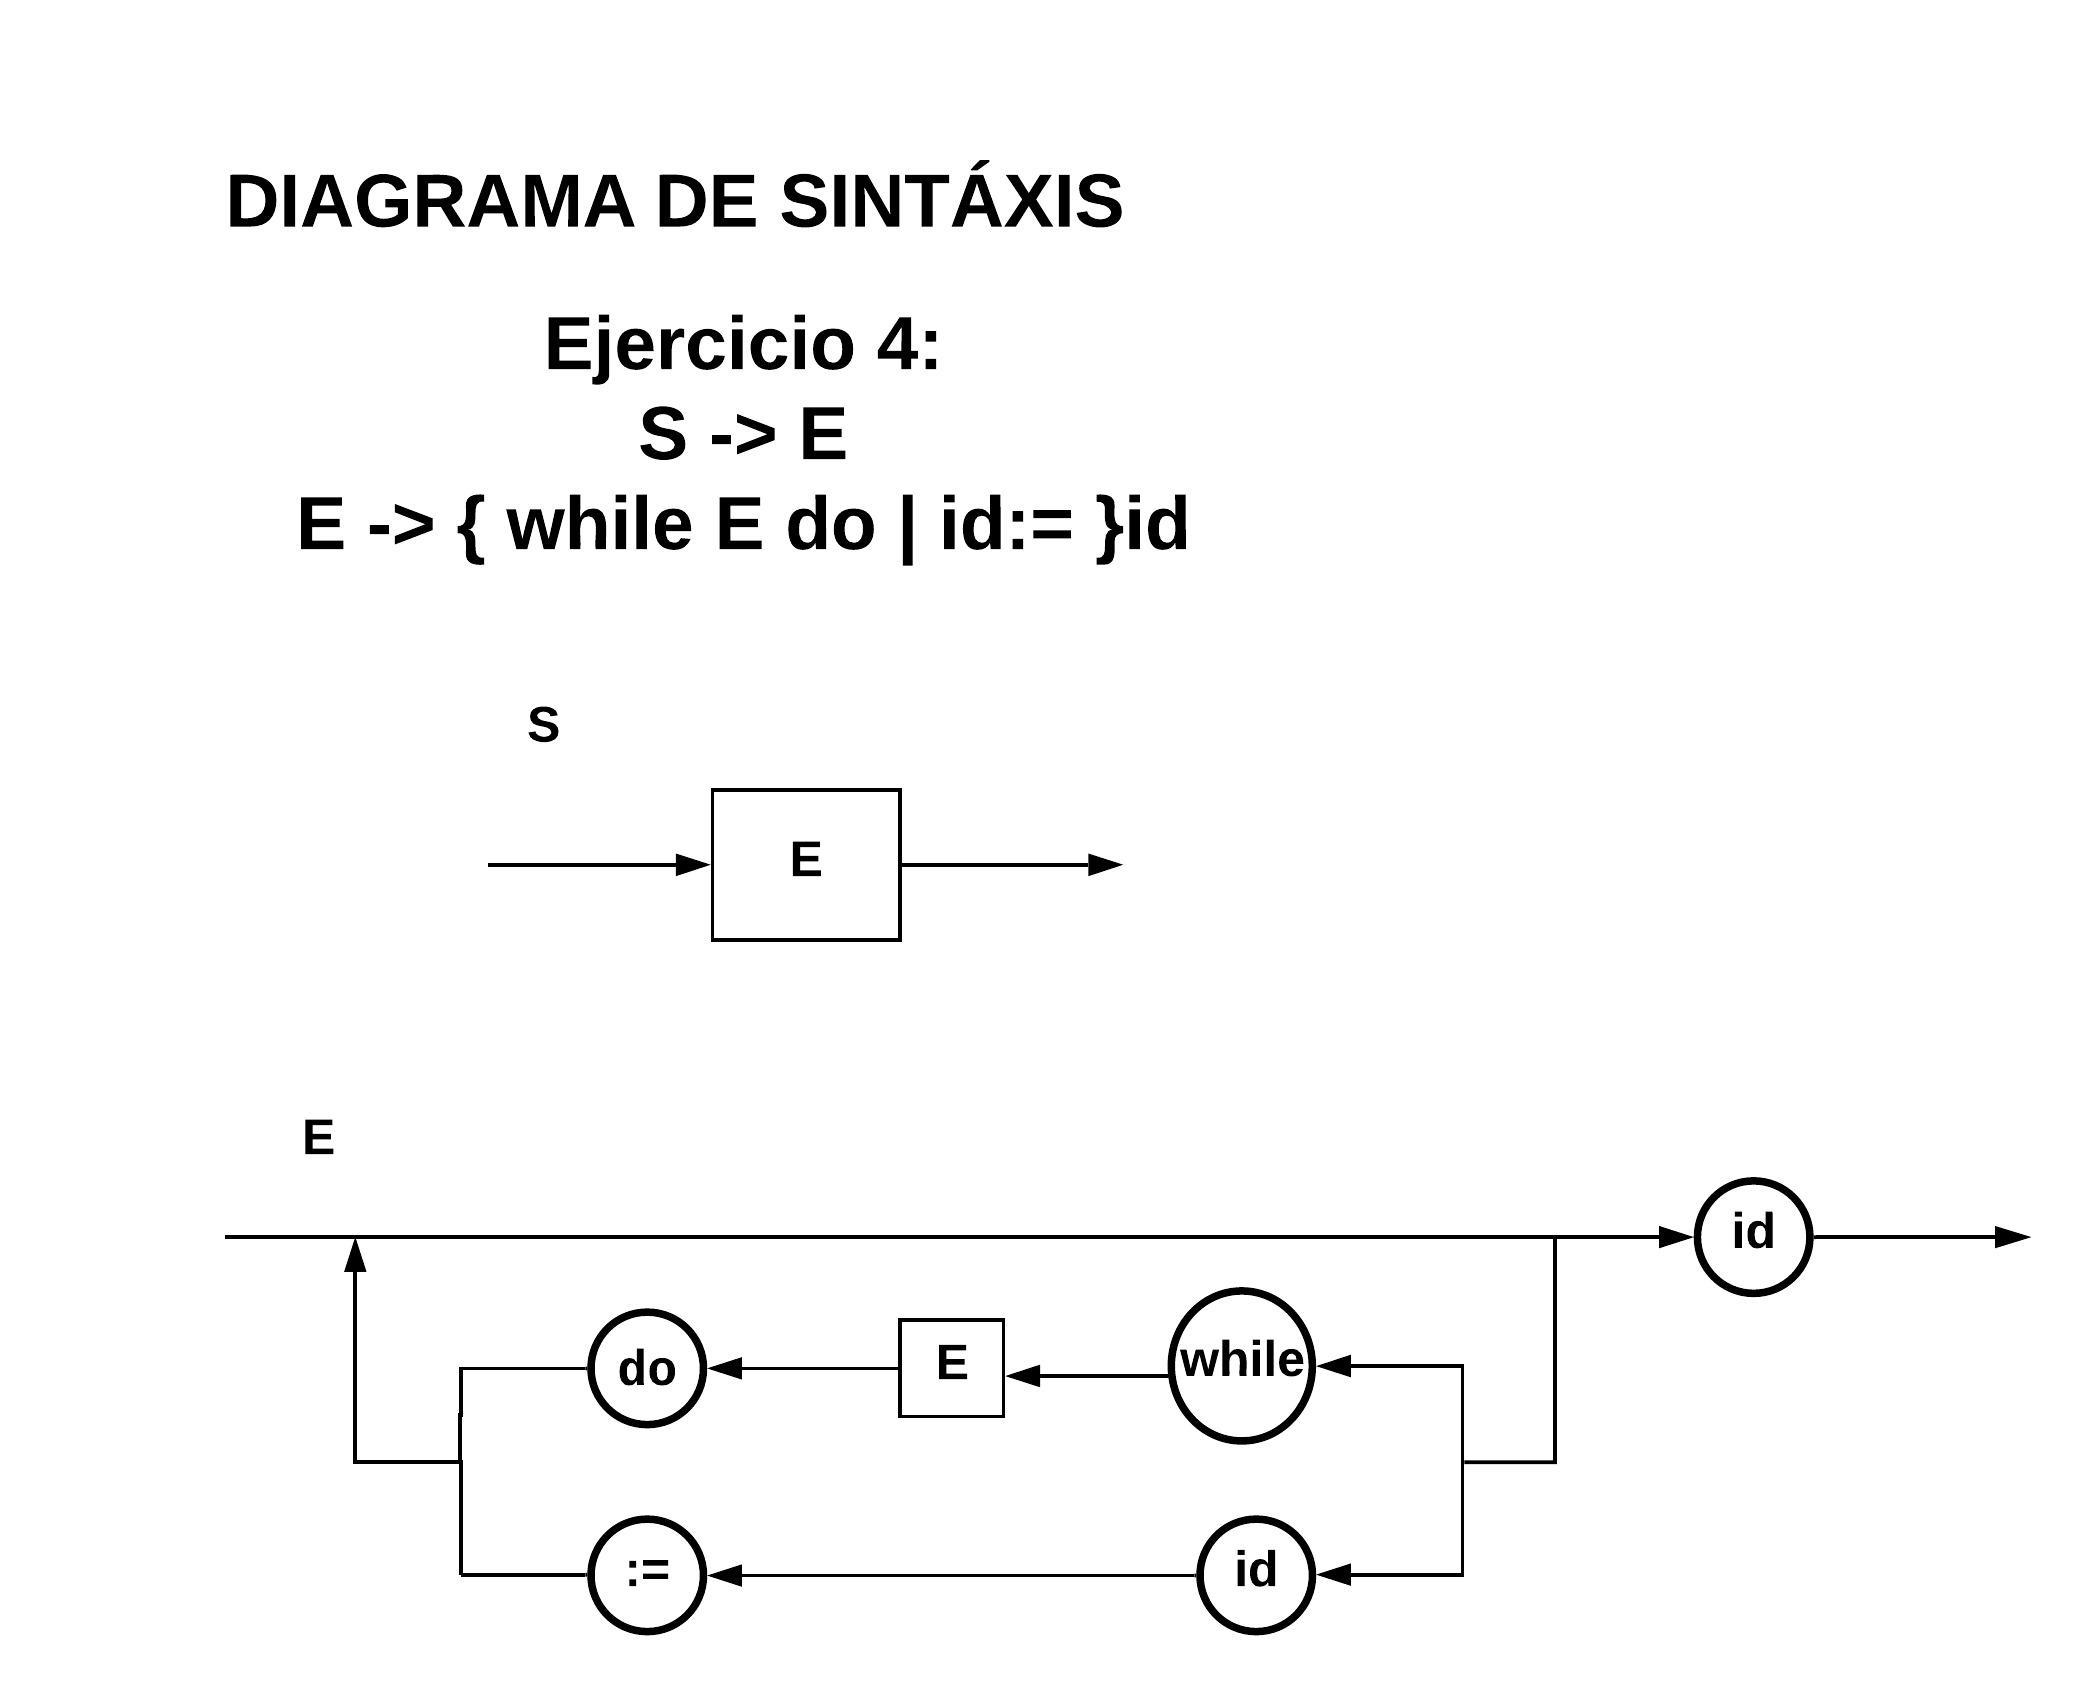 DIAGRAMA DE SINTÁXIS
Ejercicio 4:
S -> E
E -> { while E do | id:= }id
S
E
E
id
do
E
while
:=
id